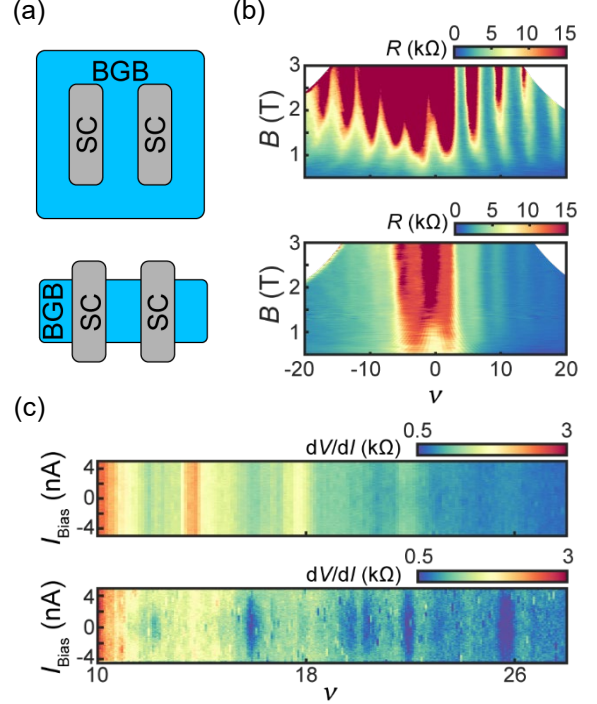 (a)
BGB
SC
SC
BGB
SC
SC
(b)
R (kΩ)
0 5 10 15
3
2
1
B (T)
R (kΩ)
0 5 10 15
3
2
1
B (T)
-20 -10 0 10 20
ν
(c)
dV/dI (kΩ)
0.5 3
4
0
-4
I_Bias (nA)
dV/dI (kΩ)
0.5 3
4
0
-4
I_Bias (nA)
10 18 26
ν